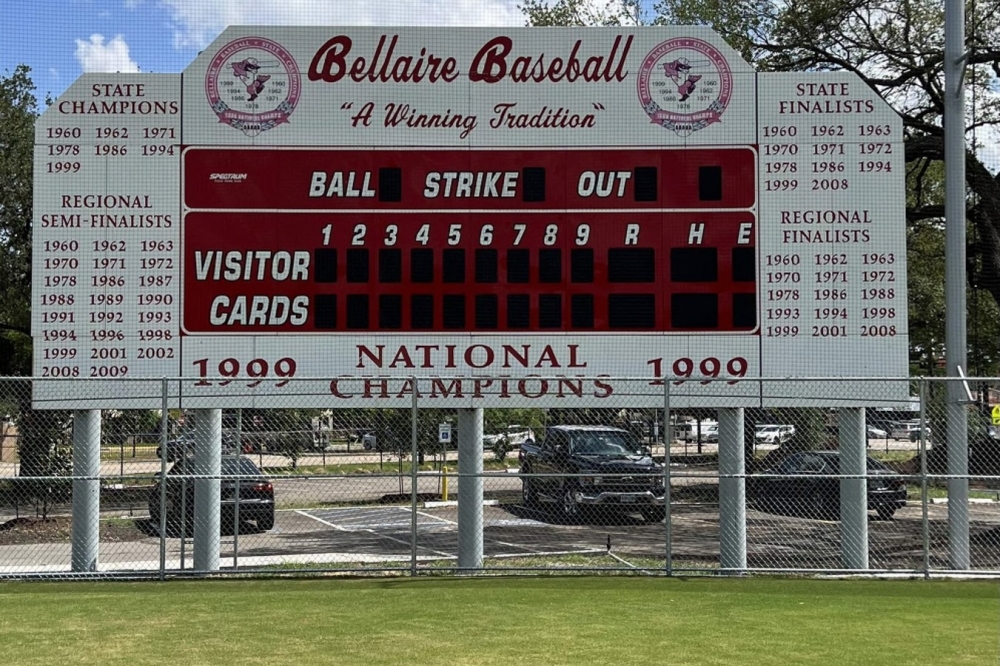 Bellaire Baseball
"A Winning Tradition"
STATE
CHAMPIONS
1960 1962 1971
1978 1986 1994
1999
REGIONAL
SEMI-FINALISTS
1960 1962 1963
1970 1971 1972
1978 1986 1987
1988 1989 1990
1991 1992 1993
1994 1996 1998
1999 2001 2002
2008 2009
SPECTRUM
BALL STRIKE OUT
1 2 3 4 5 6 7 8 9 R H E
VISITOR
CARDS
1999 NATIONAL 1999
CHAMPIONS
STATE
FINALISTS
1960 1962 1963
1970 1971 1972
1978 1986 1994
1999 2008
REGIONAL
FINALISTS
1960 1962 1963
1970 1971 1972
1978 1986 1988
1993 1994 1998
1999 2001 2008